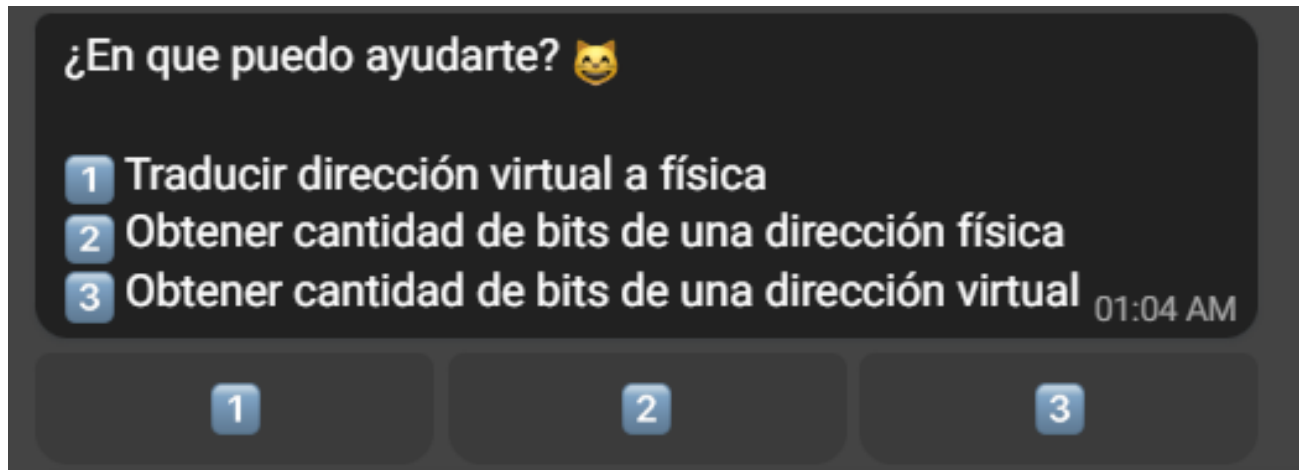 ¿En que puedo ayudarte? 😸
1️⃣ Traducir dirección virtual a física
2️⃣ Obtener cantidad de bits de una dirección física
3️⃣ Obtener cantidad de bits de una dirección virtual 01:04 AM
1️⃣ 2️⃣ 3️⃣